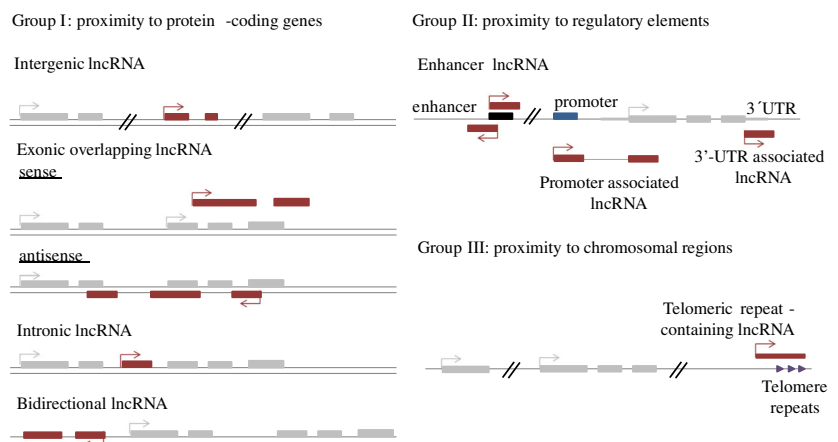 Group I: proximity to protein -coding genes
Intergenic lncRNA
Exonic overlapping lncRNA
sense
antisense
Intronic lncRNA
Bidirectional lncRNA
Group II: proximity to regulatory elements
Enhancer lncRNA
enhancer
promoter
3´UTR
3'-UTR associated
lncRNA
Promoter associated
lncRNA
Group III: proximity to chromosomal regions
Telomeric repeat -
containing lncRNA
Telomere
repeats